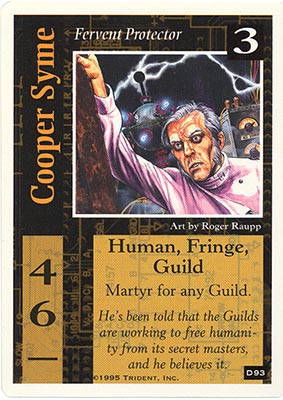 Cooper Syme
Fervent Protector
3
Art by Roger Raupp
4
6
—
Human, Fringe,
Guild
Martyr for any Guild.
He's been told that the Guilds
are working to free humani-
ty from its secret masters,
and he believes it.
©1995 TRIDENT, INC.
D93